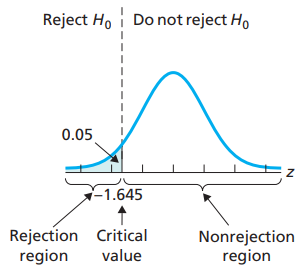 Reject H0 Do not reject H0
0.05
z
−1.645
Rejection region
Critical value
Nonrejection region